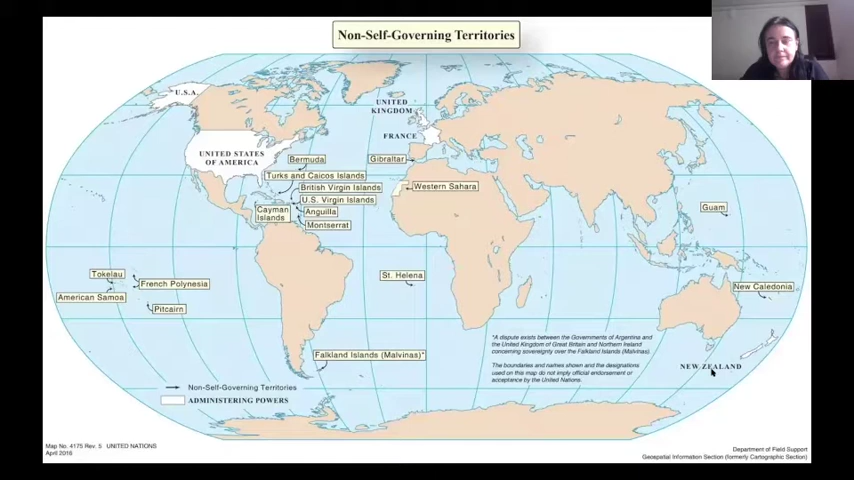 Non-Self-Governing Territories
U.S.A.
UNITED
KINGDOM
FRANCE
UNITED STATES
OF AMERICA
Bermuda
Gibraltar
Turks and Caicos Islands
British Virgin Islands
Western Sahara
U.S. Virgin Islands
Cayman
Islands
Anguilla
Guam
Montserrat
Tokelau
French Polynesia
St. Helena
New Caledonia
American Samoa
Pitcairn
*A dispute exists between the Governments of Argentina and
the United Kingdom of Great Britain and Northern Ireland
concerning sovereignty over the Falkland Islands (Malvinas).
Falkland Islands (Malvinas)*
The boundaries and names shown and the designations
used on this map do not imply official endorsement or
acceptance by the United Nations.
NEW ZEALAND
Non-Self-Governing Territories
ADMINISTERING POWERS
Map No. 4175 Rev. 5 UNITED NATIONS
April 2016
Department of Field Support
Geospatial Information Section (formerly Cartographic Section)